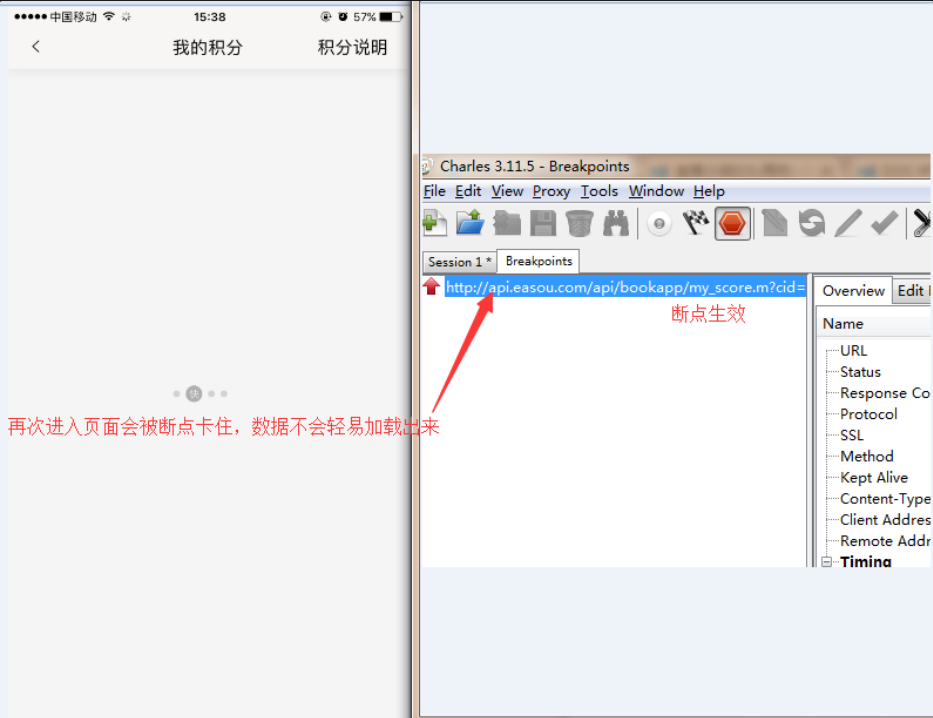 中国移动 15:38 57%
我的积分 积分说明
快
再次进入页面会被断点卡住，数据不会轻易加载出来
Charles 3.11.5 - Breakpoints
File Edit View Proxy Tools Window Help
Session 1 * Breakpoints
http://api.easou.com/api/bookapp/my_score.m?cid=
断点生效
Overview Edit
Name
URL
Status
Response Co
Protocol
SSL
Method
Kept Alive
Content-Type
Client Addres
Remote Addr
Timing